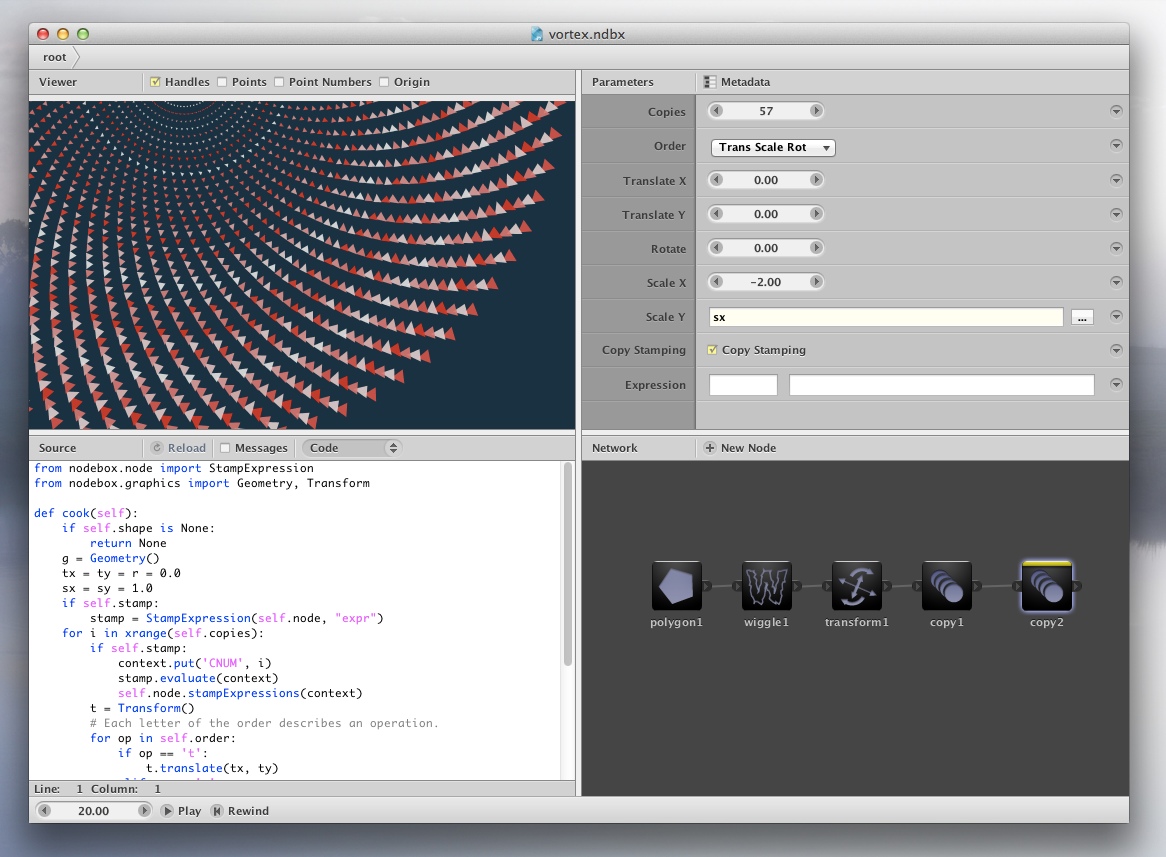 vortex.ndbx
root
Viewer Handles Points Point Numbers Origin
Parameters Metadata
Copies 57
Order Trans Scale Rot
Translate X 0.00
Translate Y 0.00
Rotate 0.00
Scale X -2.00
Scale Y sx ...
Copy Stamping Copy Stamping
Expression
Source Reload Messages Code
from nodebox.node import StampExpression
from nodebox.graphics import Geometry, Transform
def cook(self):
if self.shape is None:
return None
g = Geometry()
tx = ty = r = 0.0
sx = sy = 1.0
if self.stamp:
stamp = StampExpression(self.node, "expr")
for i in xrange(self.copies):
if self.stamp:
context.put('CNUM', i)
stamp.evaluate(context)
self.node.stampExpressions(context)
t = Transform()
# Each letter of the order describes an operation.
for op in self.order:
if op == 't':
t.translate(tx, ty)
Line: 1 Column: 1
20.00 Play Rewind
Network New Node
polygon1 wiggle1 transform1 copy1 copy2